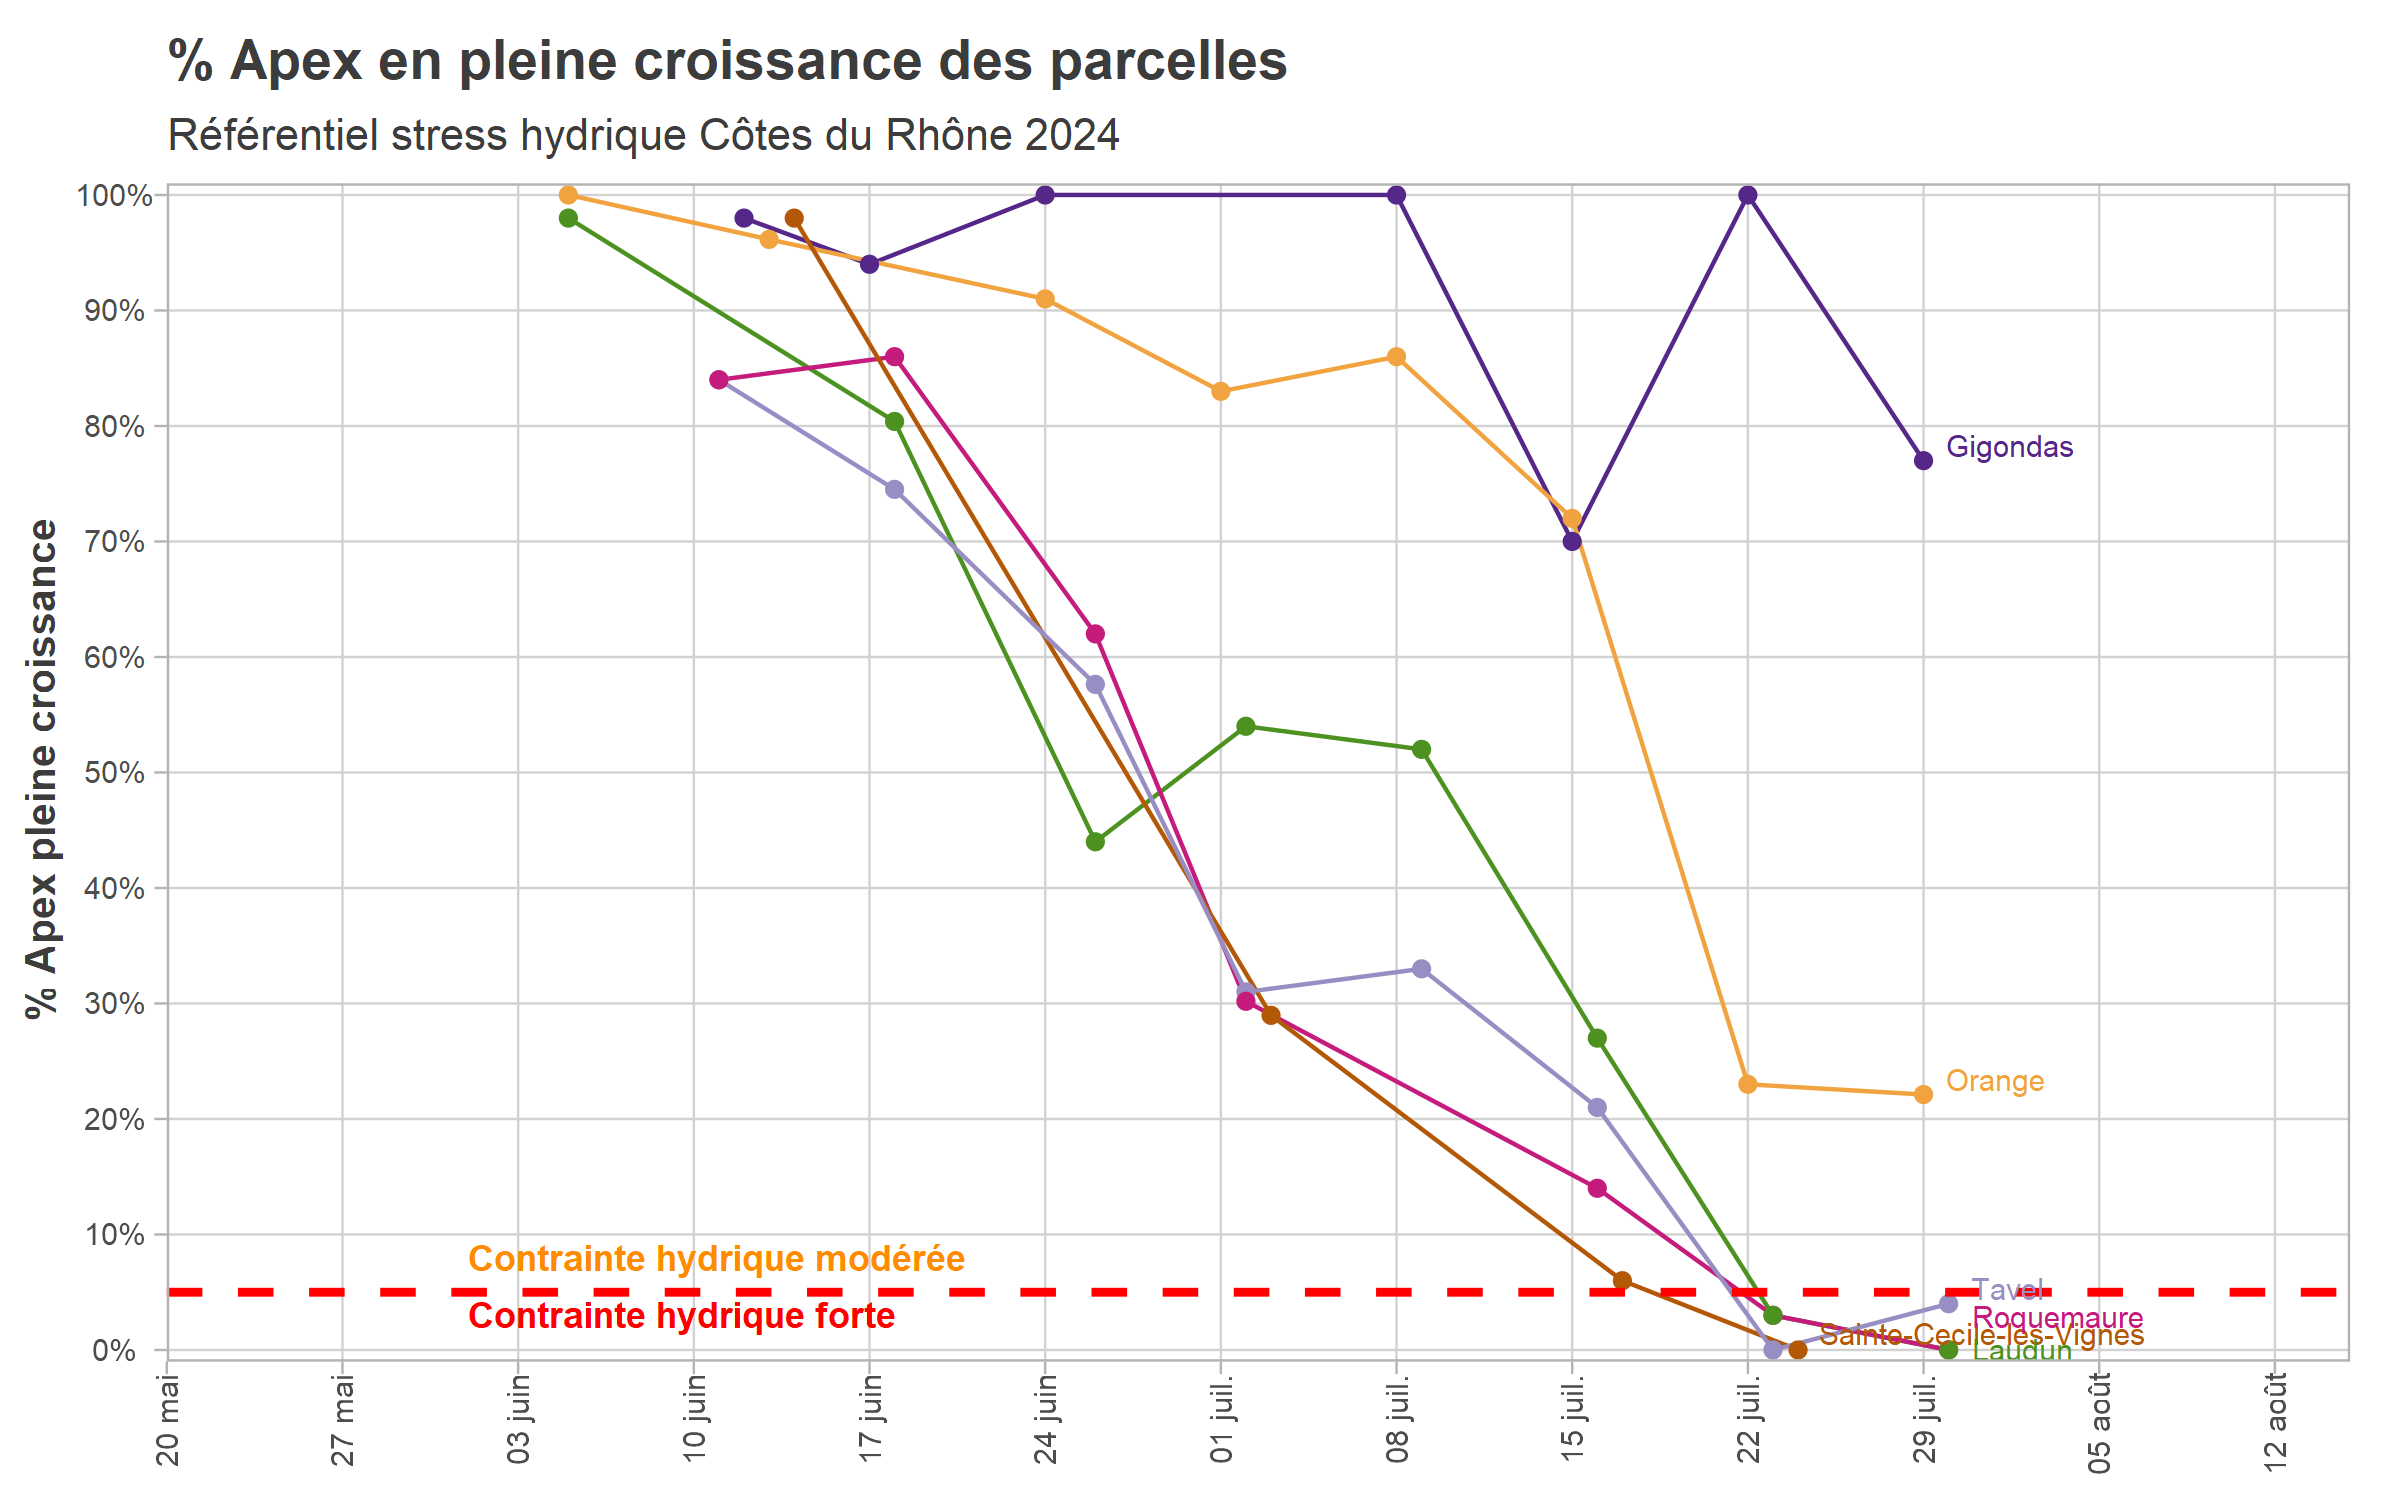 % Apex en pleine croissance des parcelles
Référentiel stress hydrique Côtes du Rhône 2024
% Apex pleine croissance
100%
90%
80%
70%
60%
50%
40%
30%
20%
10%
0%
Gigondas
Orange
Contrainte hydrique modérée
Contrainte hydrique forte
Tavel
Roquemaure
Sainte-Cecile-les-Vignes
Laudun
20 mai
27 mai
03 juin
10 juin
17 juin
24 juin
01 juil.
08 juil.
15 juil.
22 juil.
29 juil.
05 août
12 août